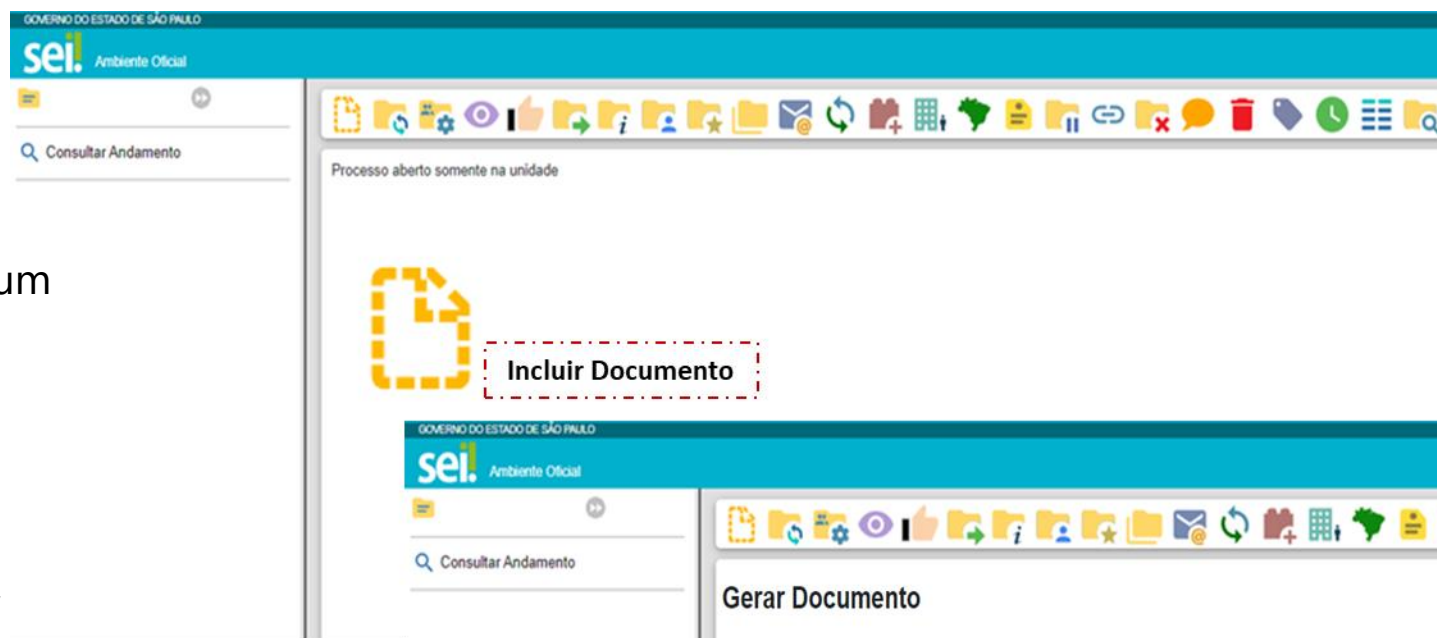 GOVERNO DO ESTADO DE SÃO PAULO
sei! Ambiente Oficial
Consultar Andamento
Processo aberto somente na unidade
um
Incluir Documento
GOVERNO DO ESTADO DE SÃO PAULO
sei! Ambiente Oficial
Consultar Andamento
Gerar Documento